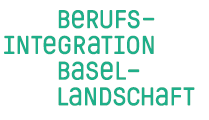 BeRUFS-
INTeGRATION
BaSeL-
LaNDSCHaFT